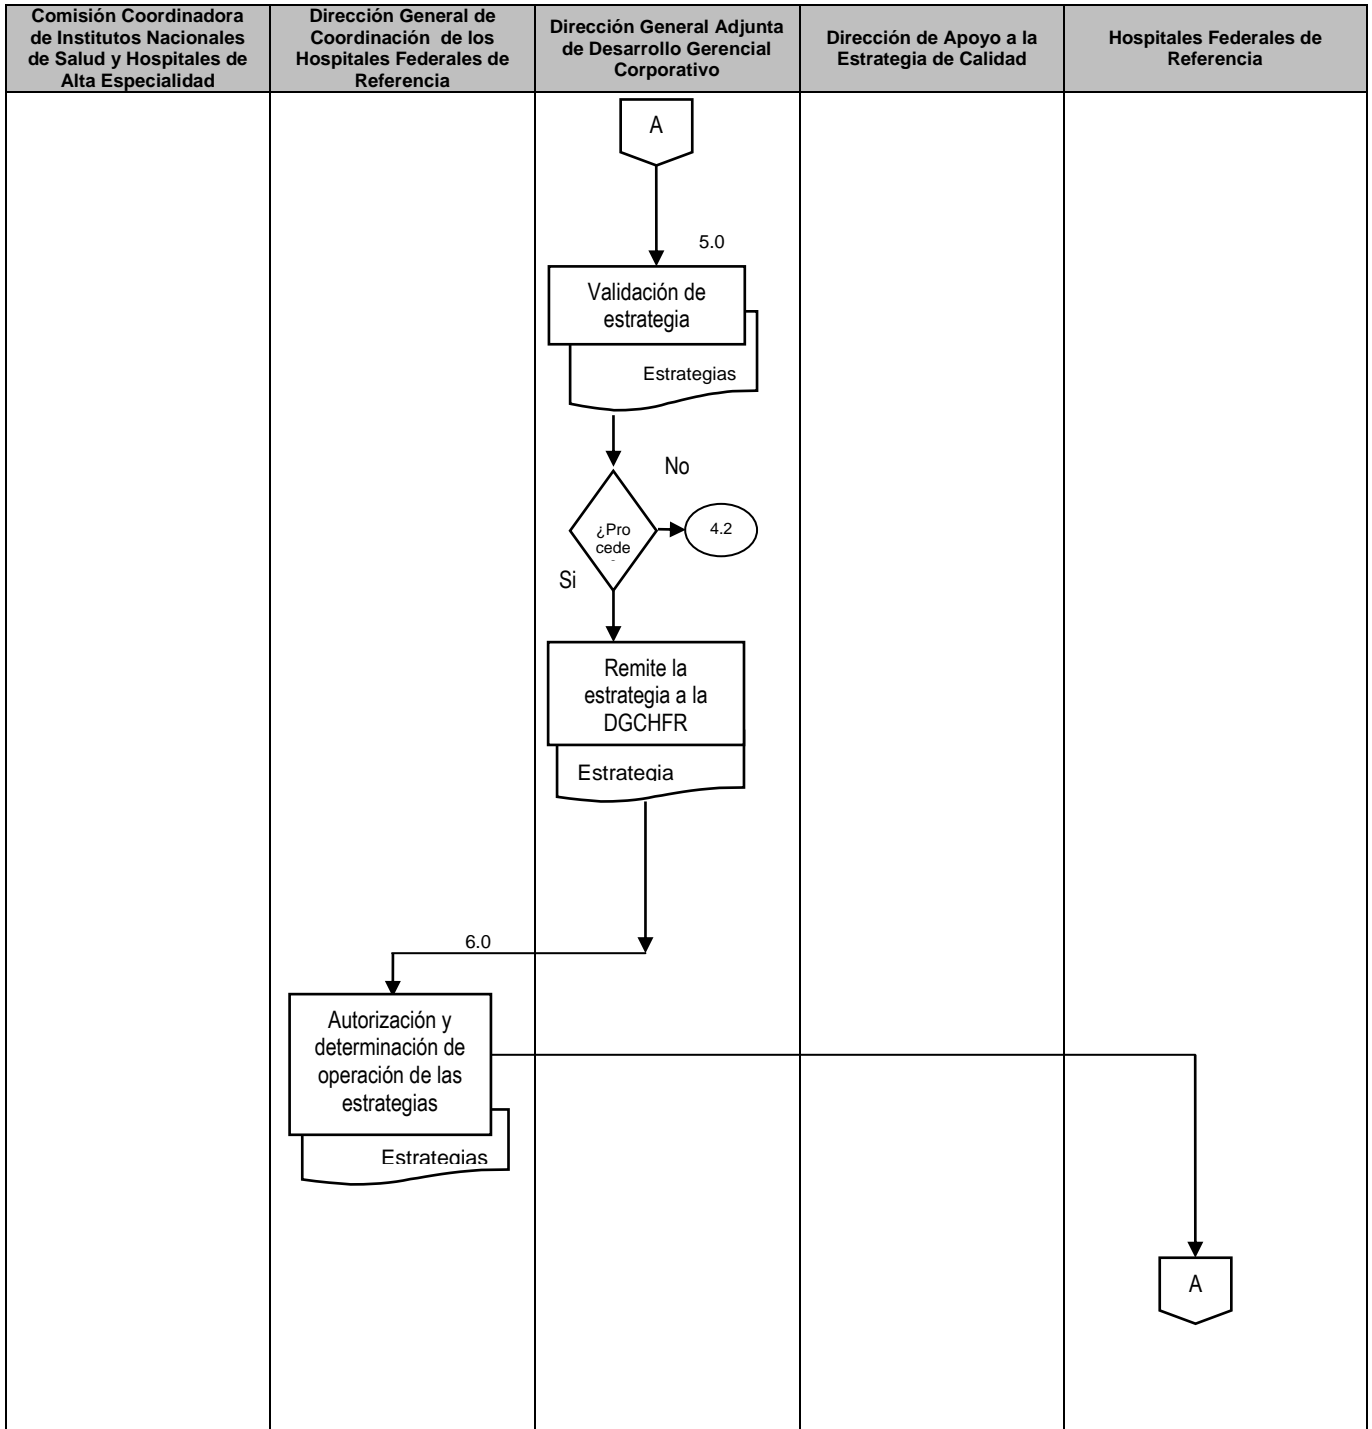 Comisión Coordinadora
de Institutos Nacionales
de Salud y Hospitales de
Alta Especialidad
Dirección General de
Coordinación de los
Hospitales Federales de
Referencia
Dirección General Adjunta
de Desarrollo Gerencial
Corporativo
Dirección de Apoyo a la
Estrategia de Calidad
Hospitales Federales de
Referencia
A
5.0
Validación de
estrategia
Estrategias
No
¿Pro
cede
4.2
Si
Remite la
estrategia a la
DGCHFR
Estrategia
6.0
Autorización y
determinación de
operación de las
estrategias
Estrategias
A